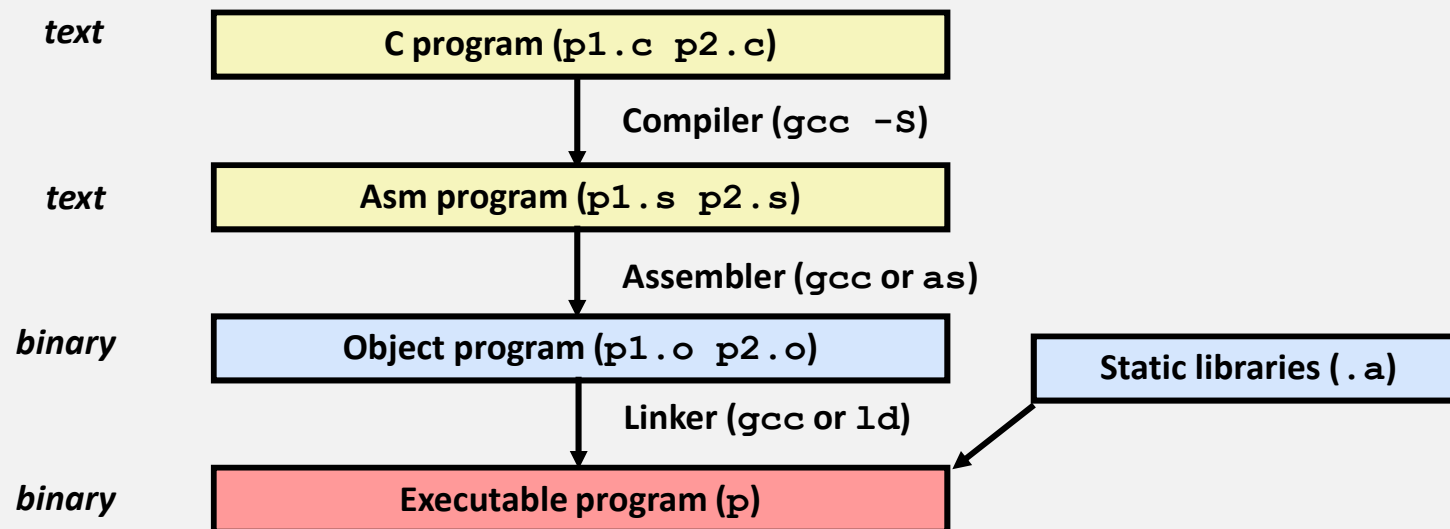 text
C program (p1.c p2.c)
Compiler (gcc -S)
text
Asm program (p1.s p2.s)
Assembler (gcc or as)
binary
Object program (p1.o p2.o)
Static libraries (.a)
Linker (gcc or ld)
binary
Executable program (p)